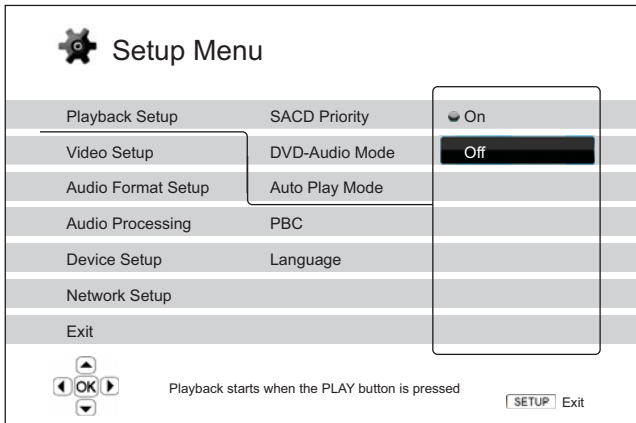 Setup Menu
Playback Setup SACD Priority On
Video Setup DVD-Audio Mode Off
Audio Format Setup Auto Play Mode
Audio Processing PBC
Device Setup Language
Network Setup
Exit
OK Playback starts when the PLAY button is pressed
SETUP Exit